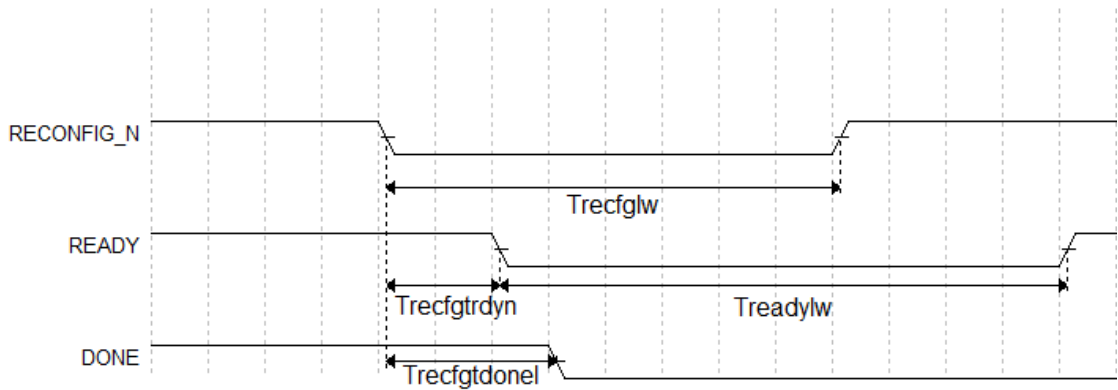 RECONFIG_N
Trecfglw
READY
Trecfgtrdyn
Treadylw
DONE
Trecfgtdonel